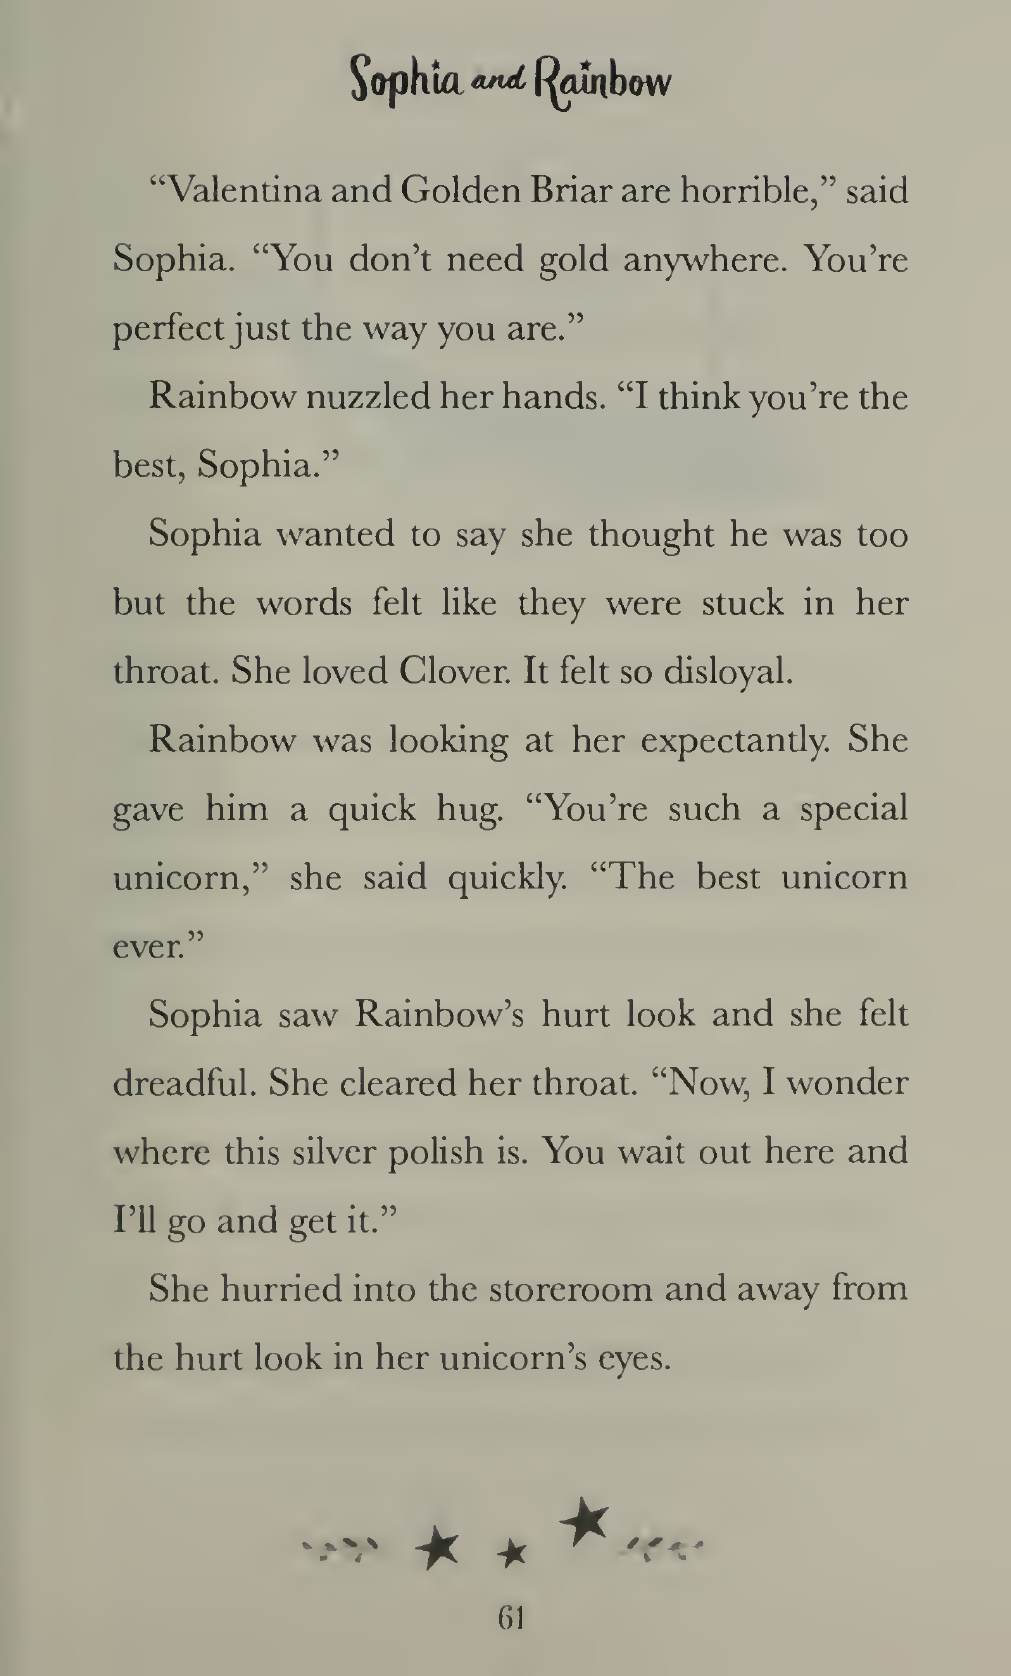 Sophia and Rainbow
“Valentina and Golden Briar are horrible,” said
Sophia. “You don’t need gold anywhere. You’re
perfect just the way you are.”
Rainbow nuzzled her hands. “I think you’re the
best, Sophia.”
Sophia wanted to say she thought he was too
but the words felt like they were stuck in her
throat. She loved Clover. It felt so disloyal.
Rainbow was looking at her expectantly. She
gave him a quick hug. “You’re such a special
unicorn,” she said quickly. “The best unicorn
ever.”
Sophia saw Rainbow’s hurt look and she felt
dreadful. She cleared her throat. “Now, I wonder
where this silver polish is. You wait out here and
I’ll go and get it.”
She hurried into the storeroom and away from
the hurt look in her unicorn’s eyes.
61